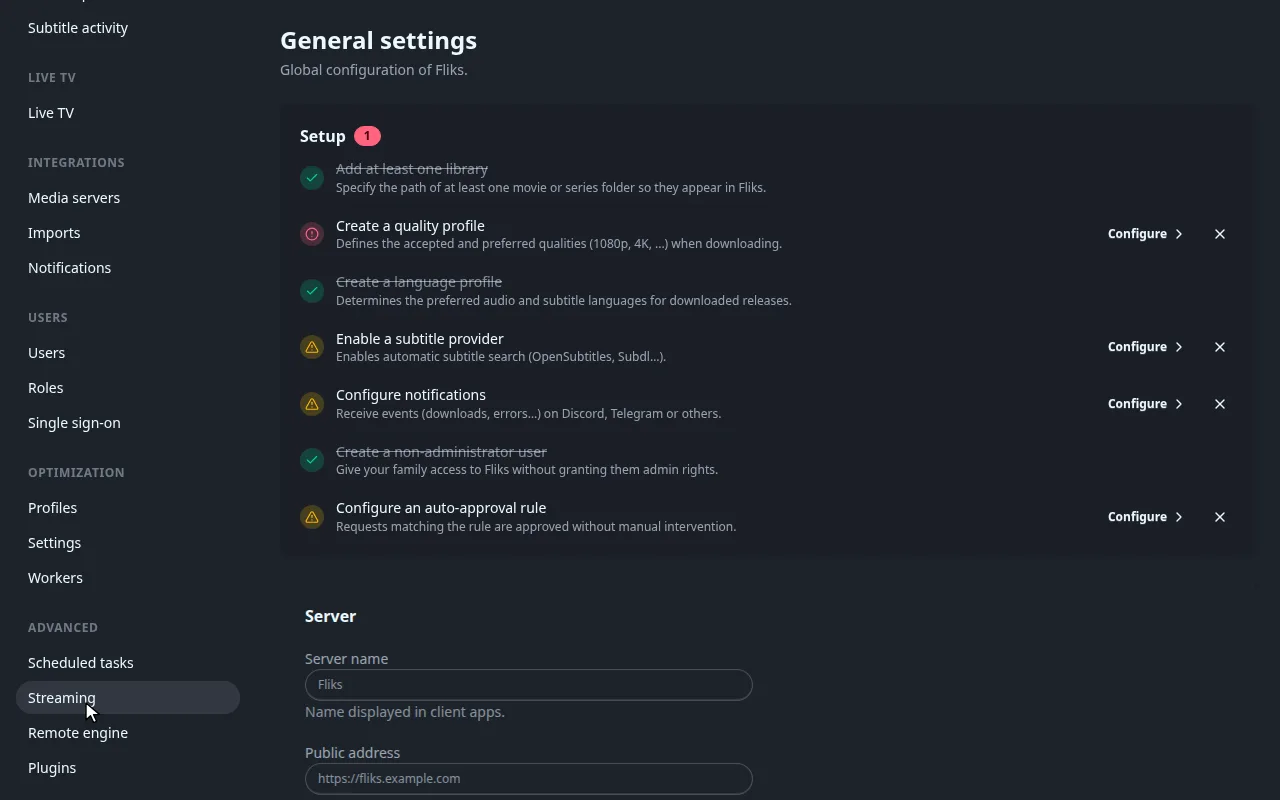 Subtitle activity
LIVE TV
Live TV
INTEGRATIONS
Media servers
Imports
Notifications
USERS
Users
Roles
Single sign-on
OPTIMIZATION
Profiles
Settings
Workers
ADVANCED
Scheduled tasks
Streaming
Remote engine
Plugins
General settings
Global configuration of Fliks.
Setup 1
Add at least one library
Specify the path of at least one movie or series folder so they appear in Fliks.
Create a quality profile
Defines the accepted and preferred qualities (1080p, 4K, ...) when downloading.
Configure
Create a language profile
Determines the preferred audio and subtitle languages for downloaded releases.
Enable a subtitle provider
Enables automatic subtitle search (OpenSubtitles, Subdl...).
Configure
Configure notifications
Receive events (downloads, errors...) on Discord, Telegram or others.
Configure
Create a non-administrator user
Give your family access to Fliks without granting them admin rights.
Configure an auto-approval rule
Requests matching the rule are approved without manual intervention.
Configure
Server
Server name
Fliks
Name displayed in client apps.
Public address
https://fliks.example.com